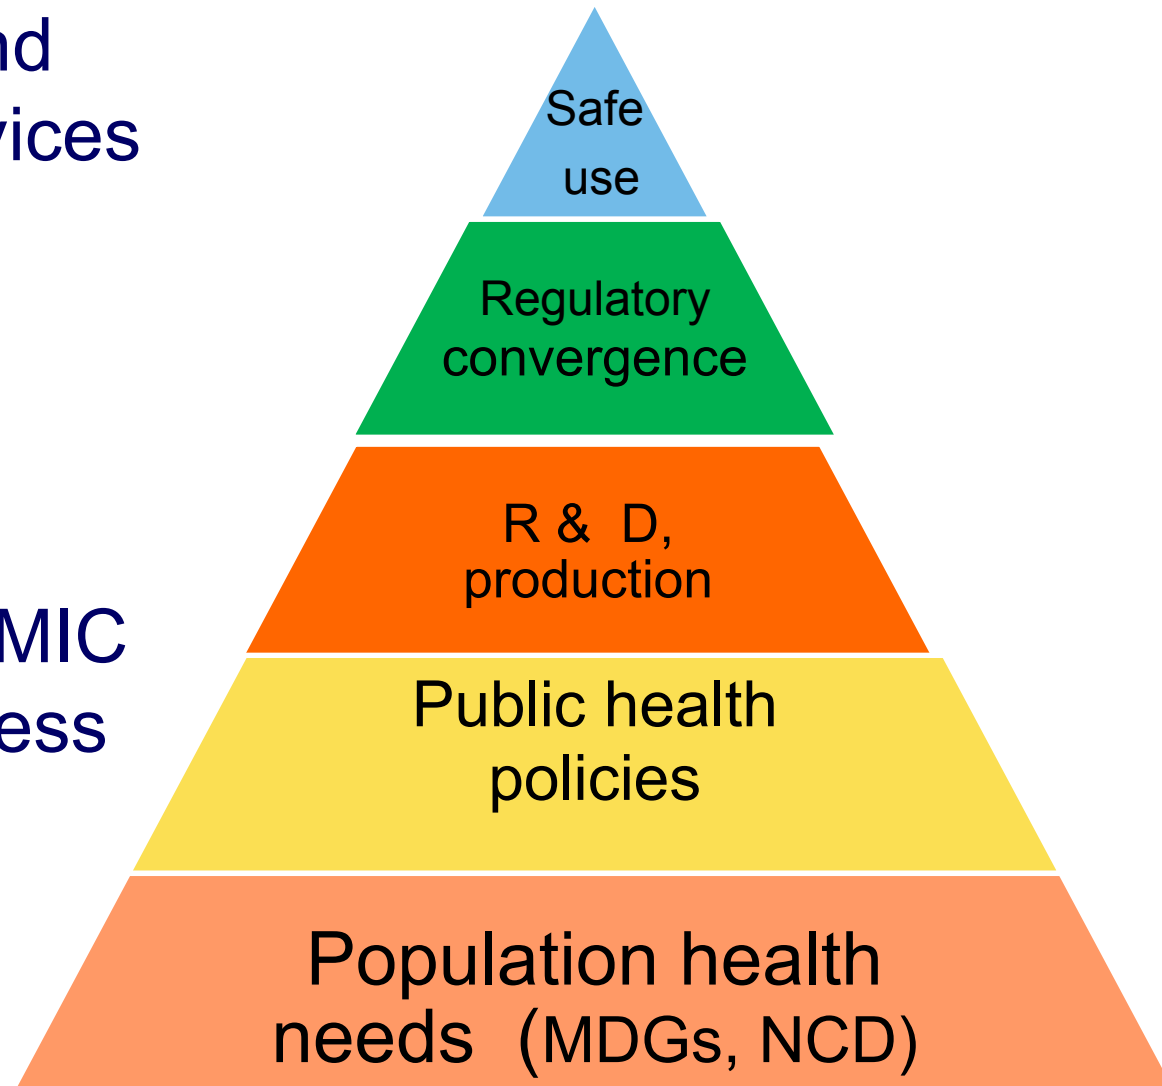 nd
vices
MIC
ess
Safe
use
Regulatory
convergence
R & D,
production
Public health
policies
Population health
needs (MDGs, NCD)